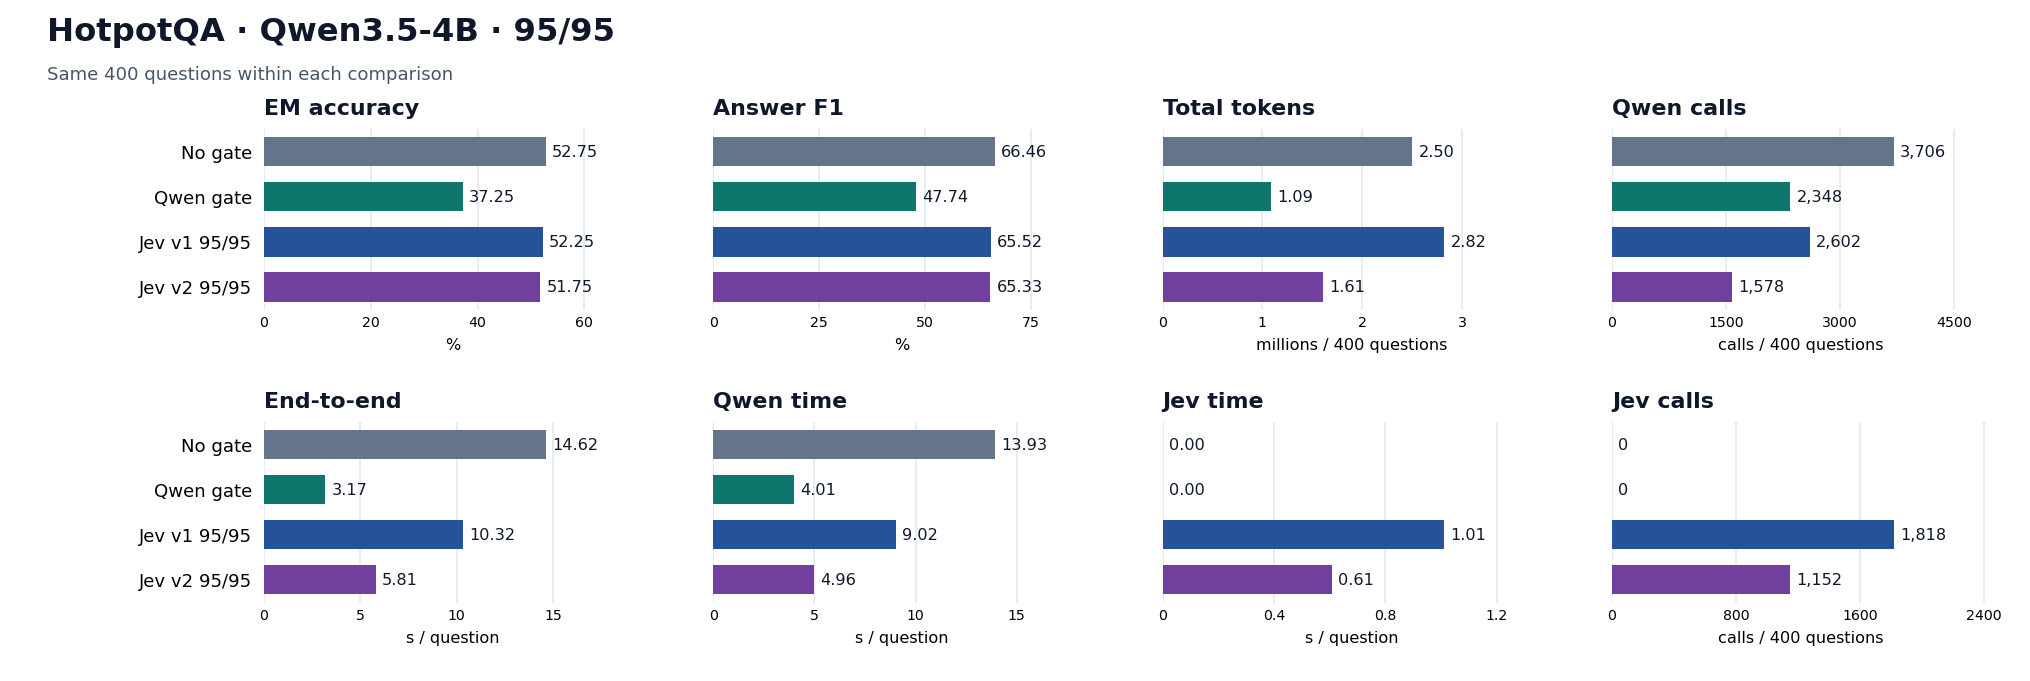 HotpotQA · Qwen3.5-4B · 95/95
Same 400 questions within each comparison
EM accuracy
No gate 52.75
Qwen gate 37.25
Jev v1 95/95 52.25
Jev v2 95/95 51.75
0 20 40 60
%
Answer F1
66.46
47.74
65.52
65.33
0 25 50 75
%
Total tokens
2.50
1.09
2.82
1.61
0 1 2 3
millions / 400 questions
Qwen calls
3,706
2,348
2,602
1,578
0 1500 3000 4500
calls / 400 questions
End-to-end
No gate 14.62
Qwen gate 3.17
Jev v1 95/95 10.32
Jev v2 95/95 5.81
0 5 10 15
s / question
Qwen time
13.93
4.01
9.02
4.96
0 5 10 15
s / question
Jev time
0.00
0.00
1.01
0.61
0 0.4 0.8 1.2
s / question
Jev calls
0
0
1,818
1,152
0 800 1600 2400
calls / 400 questions